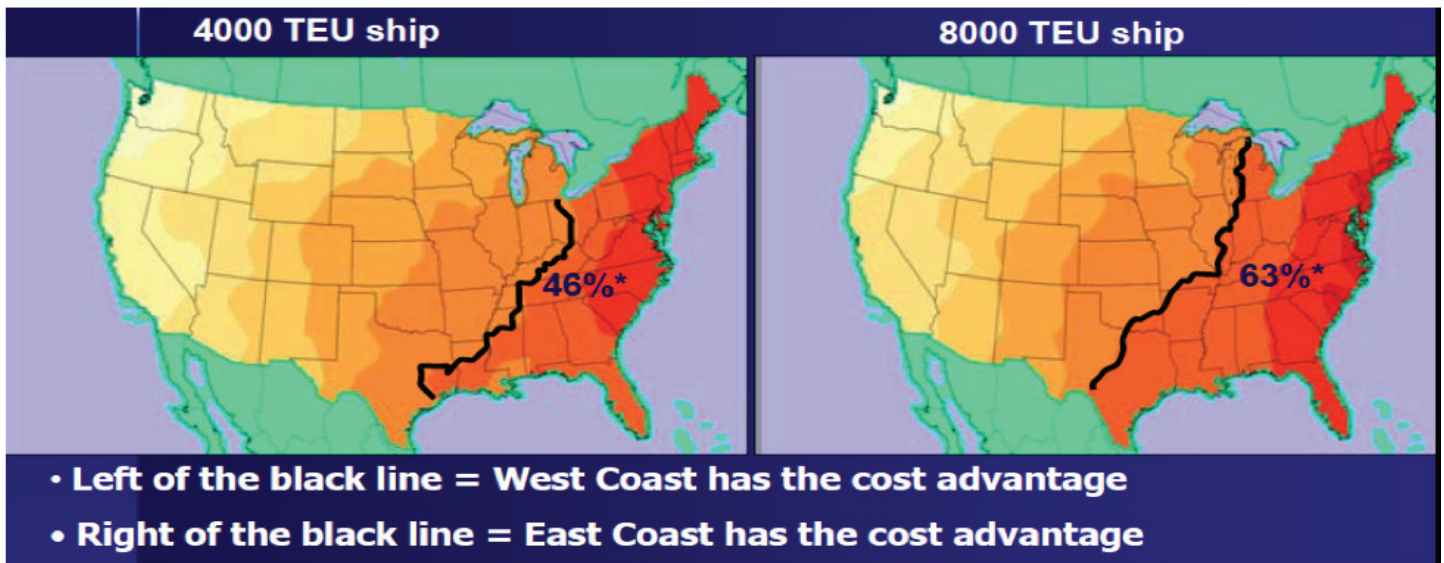 4000 TEU ship
8000 TEU ship
46%*
63%*
• Left of the black line = West Coast has the cost advantage
• Right of the black line = East Coast has the cost advantage